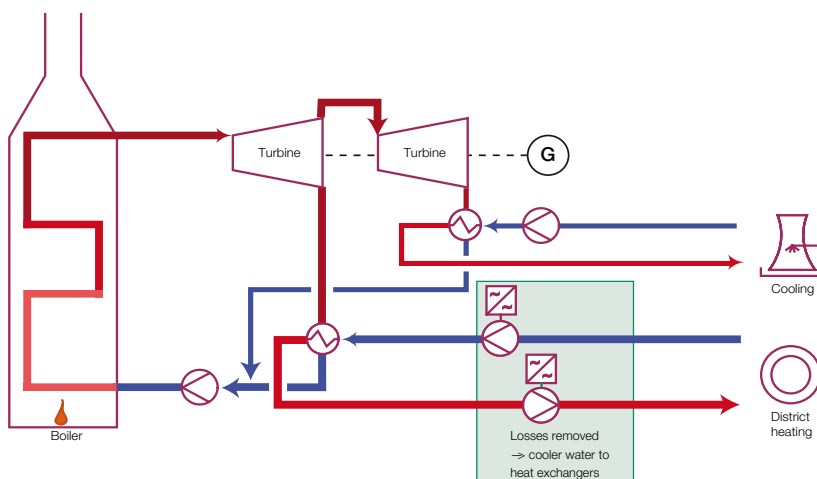 Turbine
Turbine
G
Cooling
District
heating
Boiler
Losses removed
→ cooler water to
heat exchangers